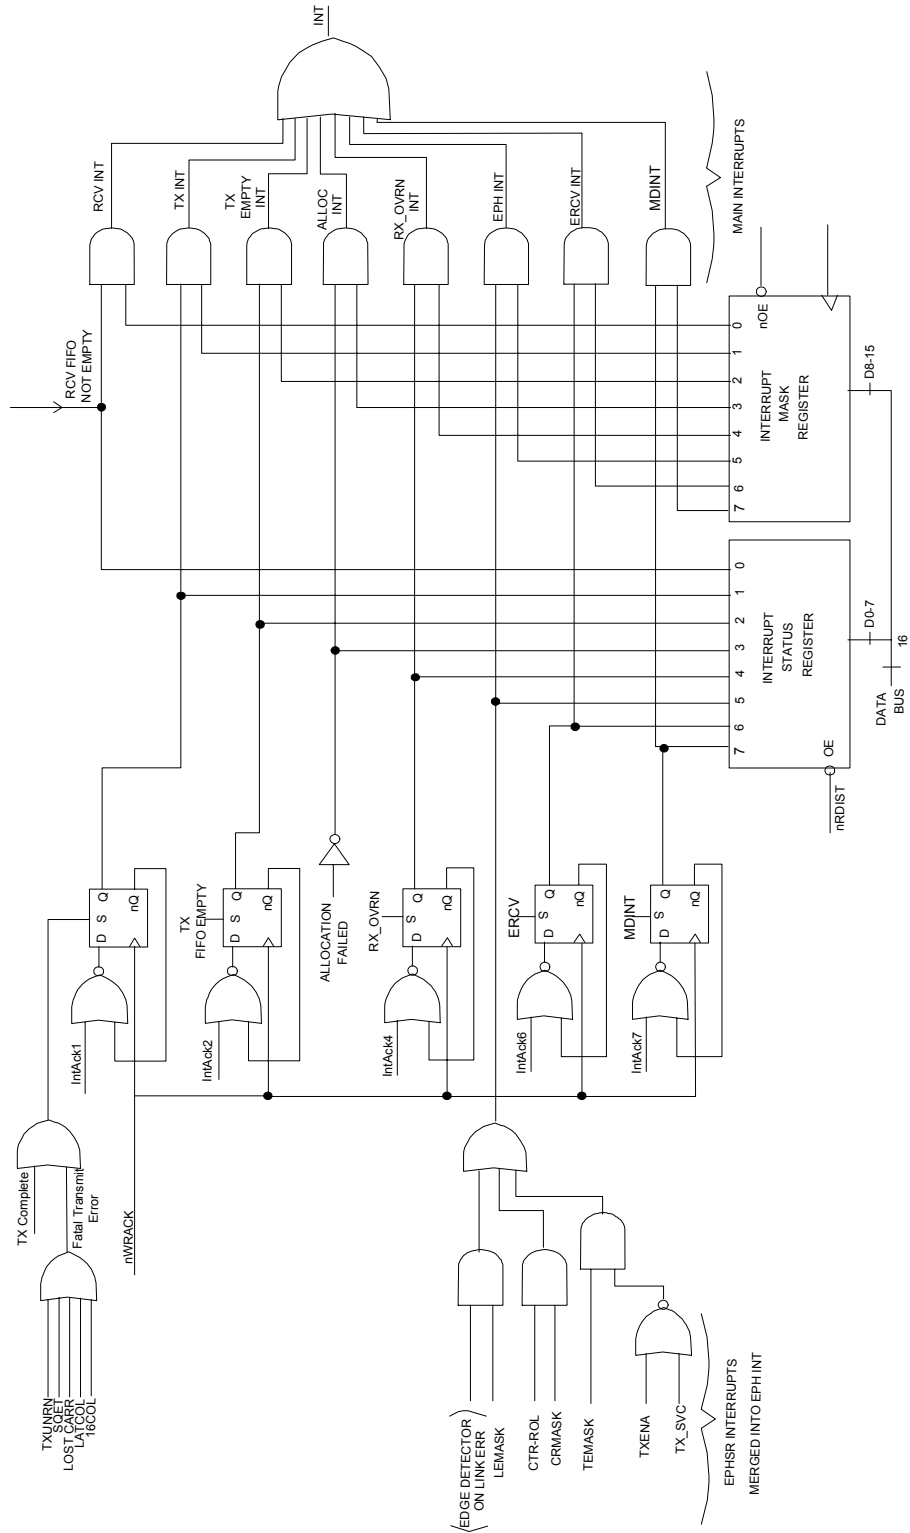 TXUNRN
SQET
LOST CARR
LATCOL
16COL
TX Complete
Fatal Transmit
Error
nWRACK
IntAck1
D
S
Q
nQ
IntAck2
TX
FIFO EMPTY
D
S
Q
nQ
ALLOCATION
FAILED
IntAck4
RX_OVRN
D
S
Q
nQ
IntAck6
ERCV
D
S
Q
nQ
IntAck7
MDINT
D
S
Q
nQ
EDGE DETECTOR
ON LINK ERR
LEMASK
CTR-ROL
CRMASK
TEMASK
TXENA
TX_SVC
EPHSR INTERRUPTS
MERGED INTO EPH INT
RCV FIFO
NOT EMPTY
nRDIST
OE
7
6
5
4
3
2
1
0
INTERRUPT
STATUS
REGISTER
D0-7
DATA
BUS
16
7
6
5
4
3
2
1
0
nOE
INTERRUPT
MASK
REGISTER
D8-15
RCV INT
TX INT
TX
EMPTY
INT
ALLOC
INT
RX_OVRN
INT
EPH INT
ERCV INT
MDINT
MAIN INTERRUPTS
INT